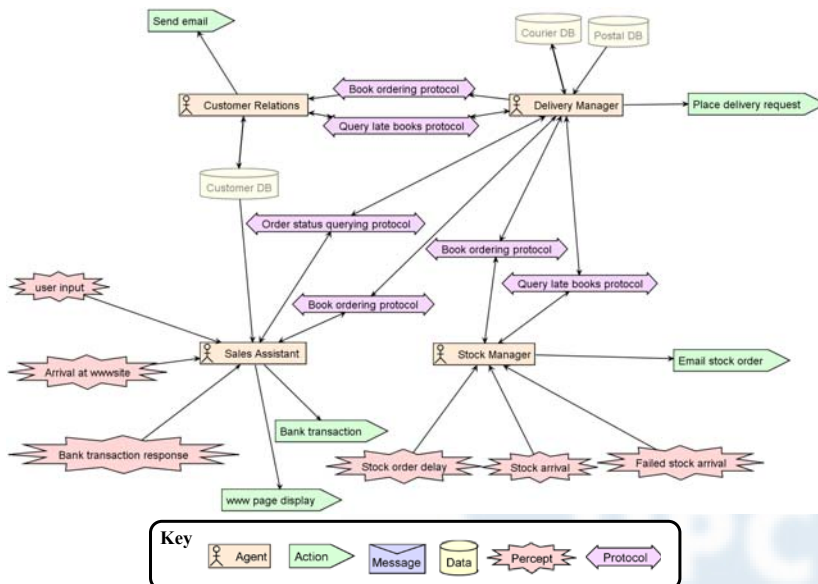 Send email
Courier DB
Postal DB
Book ordering protocol
Customer Relations
Delivery Manager
Place delivery request
Query late books protocol
Customer DB
Order status querying protocol
Book ordering protocol
user input
Query late books protocol
Book ordering protocol
Sales Assistant
Stock Manager
Email stock order
Arrival at wwwsite
Bank transaction
Bank transaction response
Stock order delay
Stock arrival
Failed stock arrival
www page display
Key
Agent
Action
Message
Data
Percept
Protocol
PC